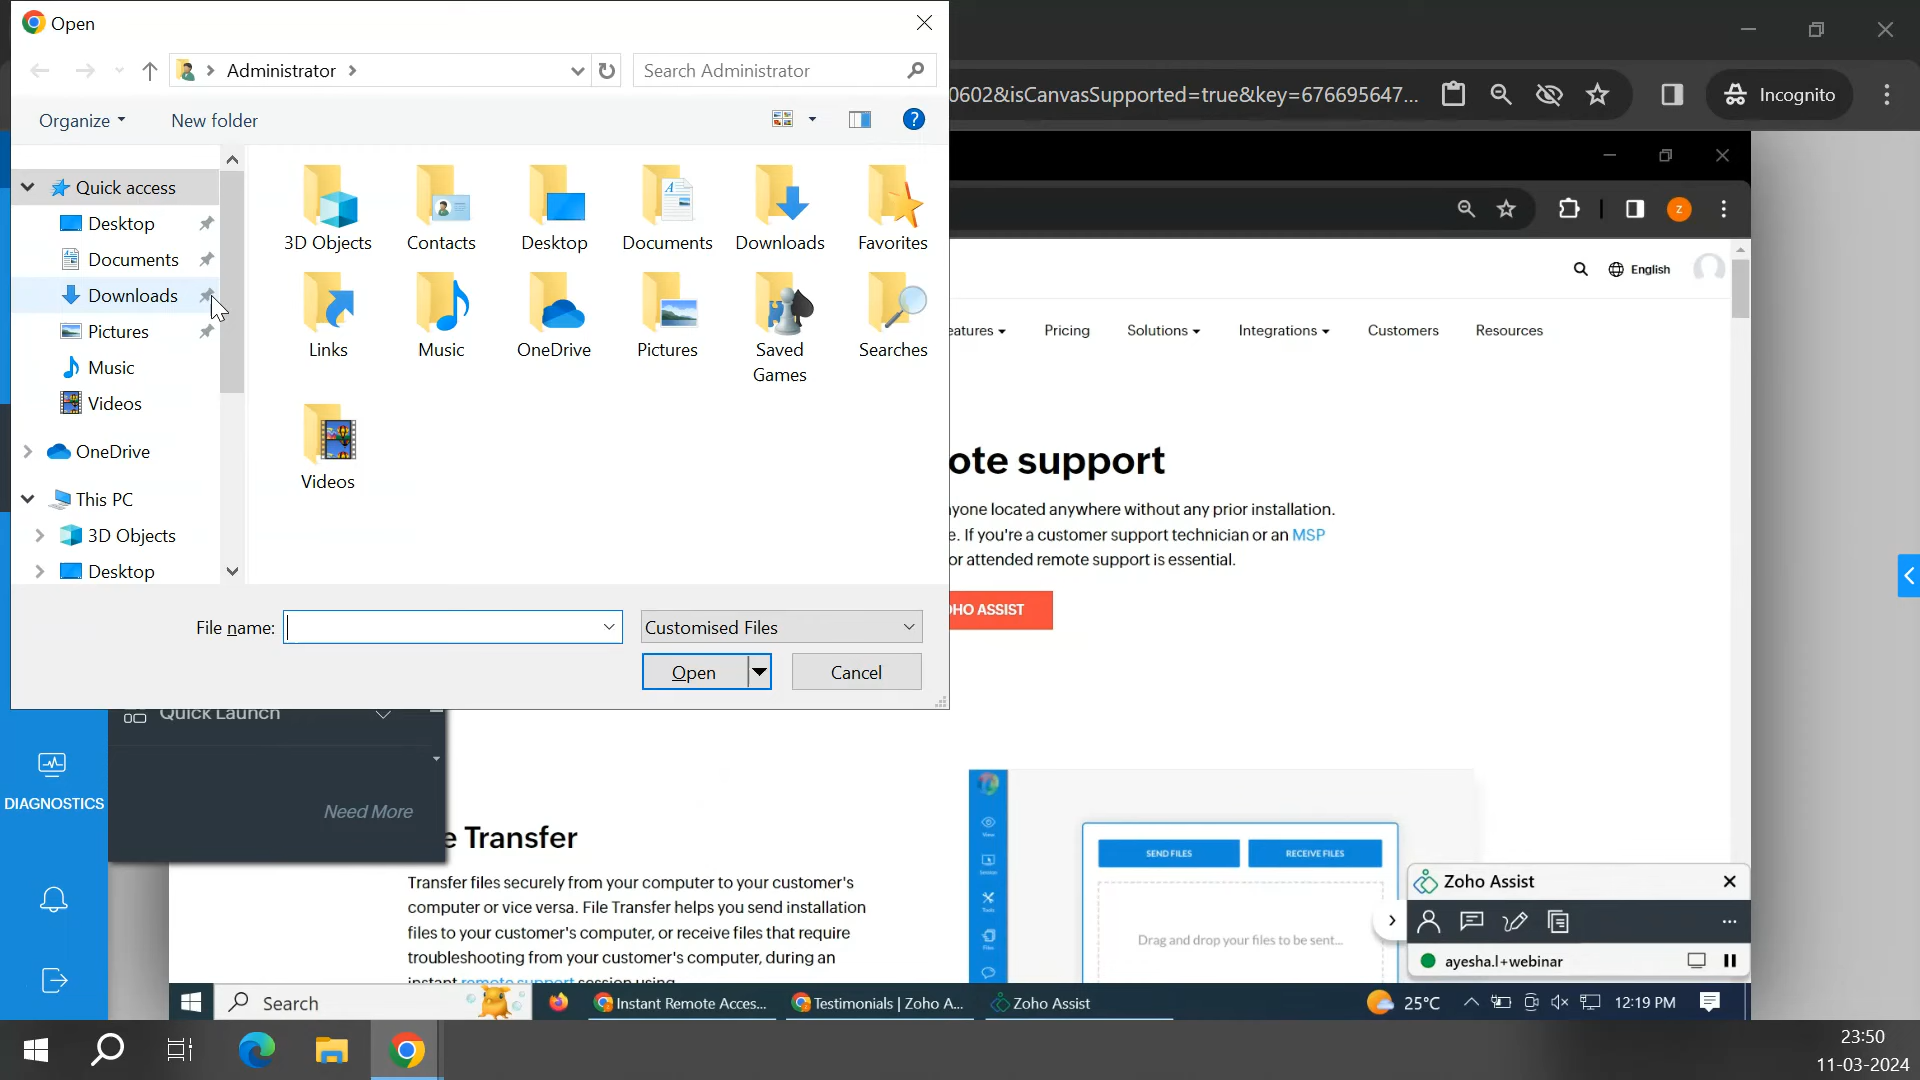 Open
Administrator
Search Administrator
0602&isCanvasSupported=true&key=676695647...
Incognito
Organize
New folder
Quick access
Desktop
Documents
Downloads
Pictures
Music
Videos
OneDrive
This PC
3D Objects
Desktop
3D Objects
Contacts
Desktop
Documents
Downloads
Favorites
Links
Music
OneDrive
Pictures
Saved
Games
Searches
Videos
File name:
Customised Files
Open
Cancel
English
eatures
Pricing
Solutions
Integrations
Customers
Resources
ote support
yone located anywhere without any prior installation.
e. If you're a customer support technician or an MSP
or attended remote support is essential.
HO ASSIST
Quick Launch
Need More
DIAGNOSTICS
e Transfer
Transfer files securely from your computer to your customer's
computer or vice versa. File Transfer helps you send installation
files to your customer's computer, or receive files that require
troubleshooting from your customer's computer, during an
instant remote support session using
SEND FILES
RECEIVE FILES
Drag and drop your files to be sent...
Zoho Assist
ayesha.l+webinar
Search
Instant Remote Acces...
Testimonials | Zoho A...
Zoho Assist
25°C
12:19 PM
23:50
11-03-2024